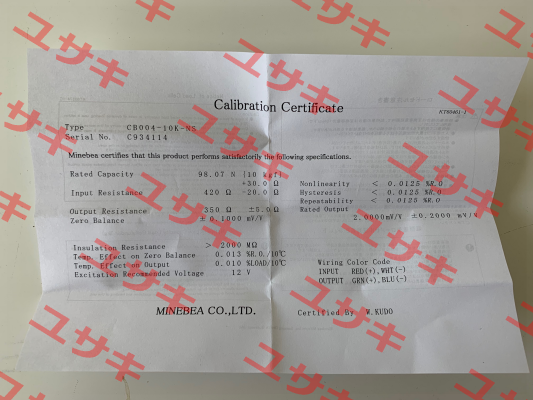 Calibration Certificate
KT60401-2
Type CB004-10K-NS
Serial No. C934114
Minebea certifies that this product performs satisfactorily the following specifications.
Rated Capacity 98.07 N (10 kgf)
Input Resistance 420 Ω +30.0 Ω -20.0 Ω
Output Resistance 350 Ω ±5.0 Ω
Zero Balance ±0.1000 mV/V
Insulation Resistance > 2000 MΩ
Temp. Effect on Zero Balance 0.013 %R.O./10℃
Temp. Effect on Output 0.010 %LOAD/10℃
Excitation Recommended Voltage 12 V
Nonlinearity < 0.0125 %R.O
Hysteresis < 0.0125 %R.O
Repeatability < 0.0125 %R.O
Rated Output
2.0000mV/V ±0.2000 mV/V
Wiring Color Code
INPUT RED(+),WHT(-)
OUTPUT GRN(+),BLU(-)
MINEBEA CO.,LTD.
Certified By W.KUDO
ユサキ